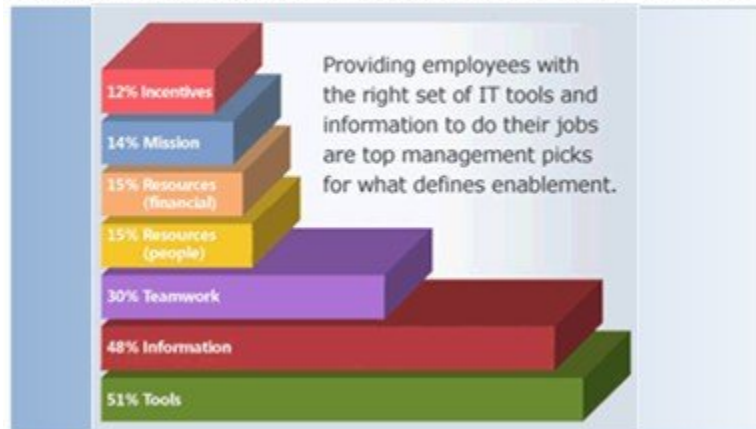 12% Incentives
14% Mission
15% Resources
(financial)
15% Resources
(people)
30% Teamwork
48% Information
51% Tools
Providing employees with
the right set of IT tools and
information to do their jobs
are top management picks
for what defines enablement.